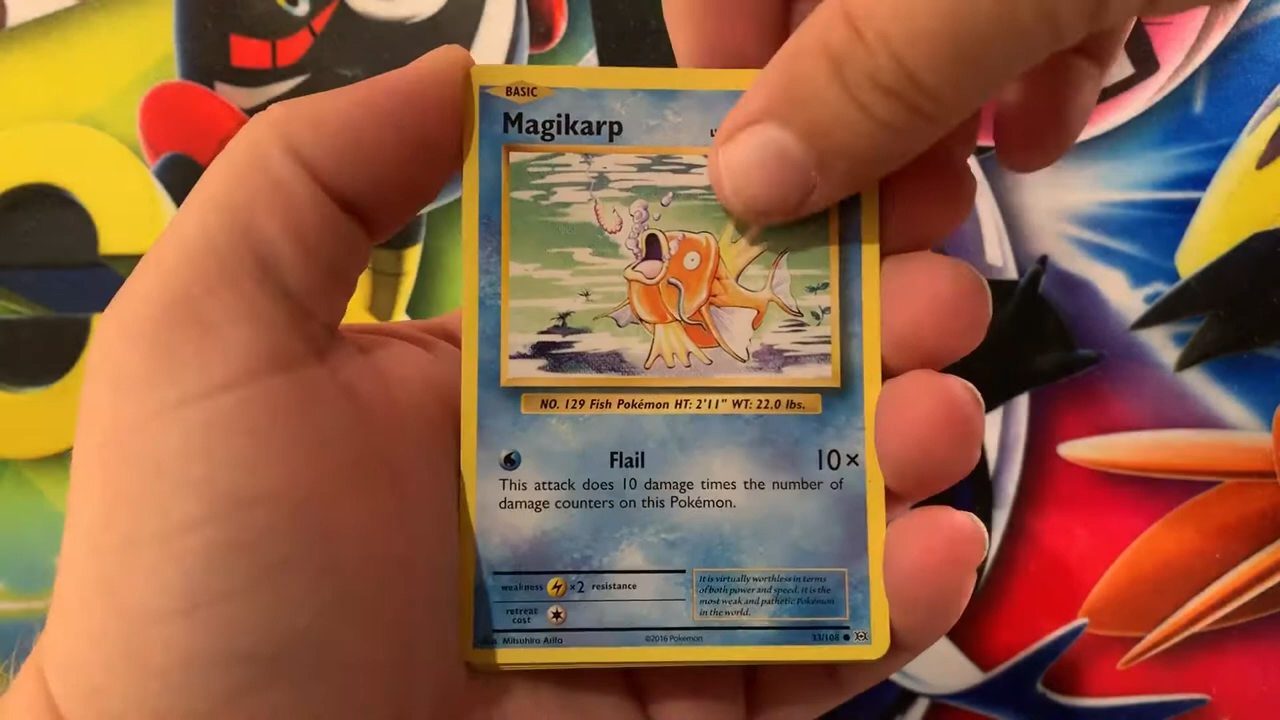 BASIC
Magikarp
NO. 129 Fish Pokémon HT: 2'11" WT: 22.0 lbs.
Flail 10×
This attack does 10 damage times the number of
damage counters on this Pokémon.
weakness ×2 resistance
retreat
cost
It is virtually worthless in terms
of both power and speed. It is the
most weak and pathetic Pokémon
in the world.
Mitsuhiro Arita ©2016 Pokémon 33/108